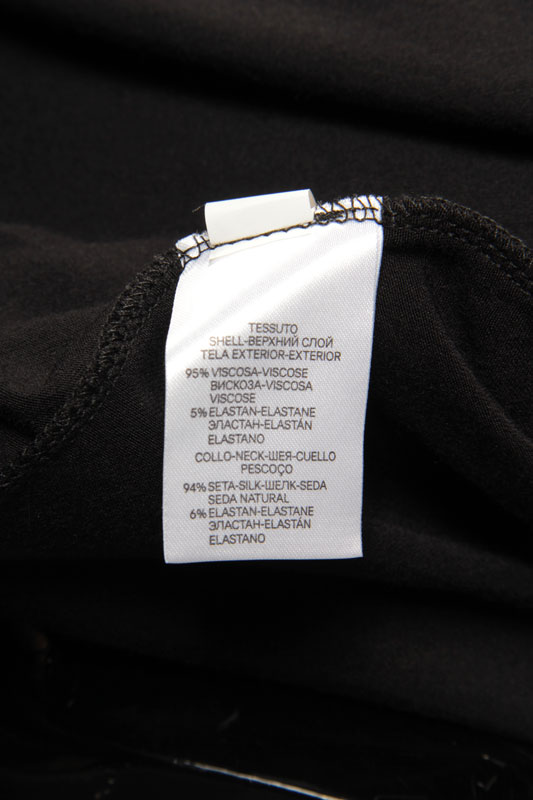 TESSUTO
SHELL-ВЕРХНИЙ СЛОЙ
TELA EXTERIOR-EXTERIOR
95% VISCOSA-VISCOSE
ВИСКОЗА-VISCOSA
VISCOSE
5% ELASTAN-ELASTANE
ЭЛАСТАН-ELASTÁN
ELASTANO
COLLO-NECK-ШЕЯ-CUELLO
PESCOÇO
94% SETA-SILK-ШЕЛК-SEDA
SEDA NATURAL
6% ELASTAN-ELASTANE
ЭЛАСТАН-ELASTÁN
ELASTANO